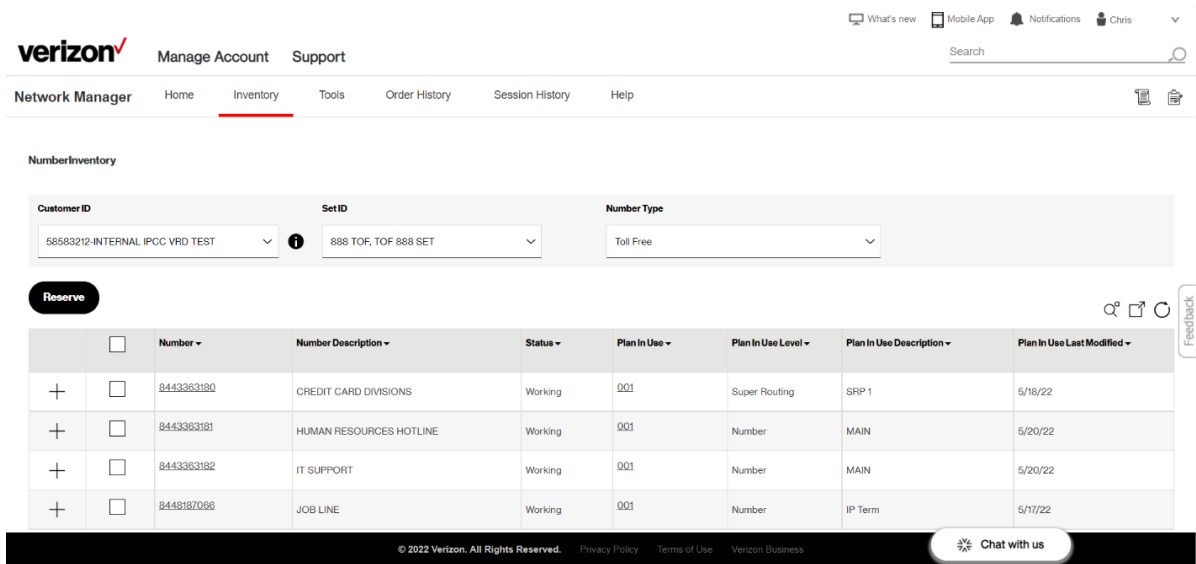 What's new Mobile App Notifications Chris
verizon Manage Account Support Search
Network Manager Home Inventory Tools Order History Session History Help
NumberInventory
Customer ID Set ID Number Type
58583212-INTERNAL IPCC VRD TEST 888 TOF, TOF 888 SET Toll Free
Reserve
Feedback
Number Number Description Status Plan In Use Plan In Use Level Plan In Use Description Plan In Use Last Modified
8443363180 CREDIT CARD DIVISIONS Working 001 Super Routing SRP 1 5/18/22
8443363181 HUMAN RESOURCES HOTLINE Working 001 Number MAIN 5/20/22
8443363182 IT SUPPORT Working 001 Number MAIN 5/20/22
8448187066 JOB LINE Working 001 Number IP Term 5/17/22
© 2022 Verizon. All Rights Reserved. Privacy Policy Terms of Use Verizon Business Chat with us